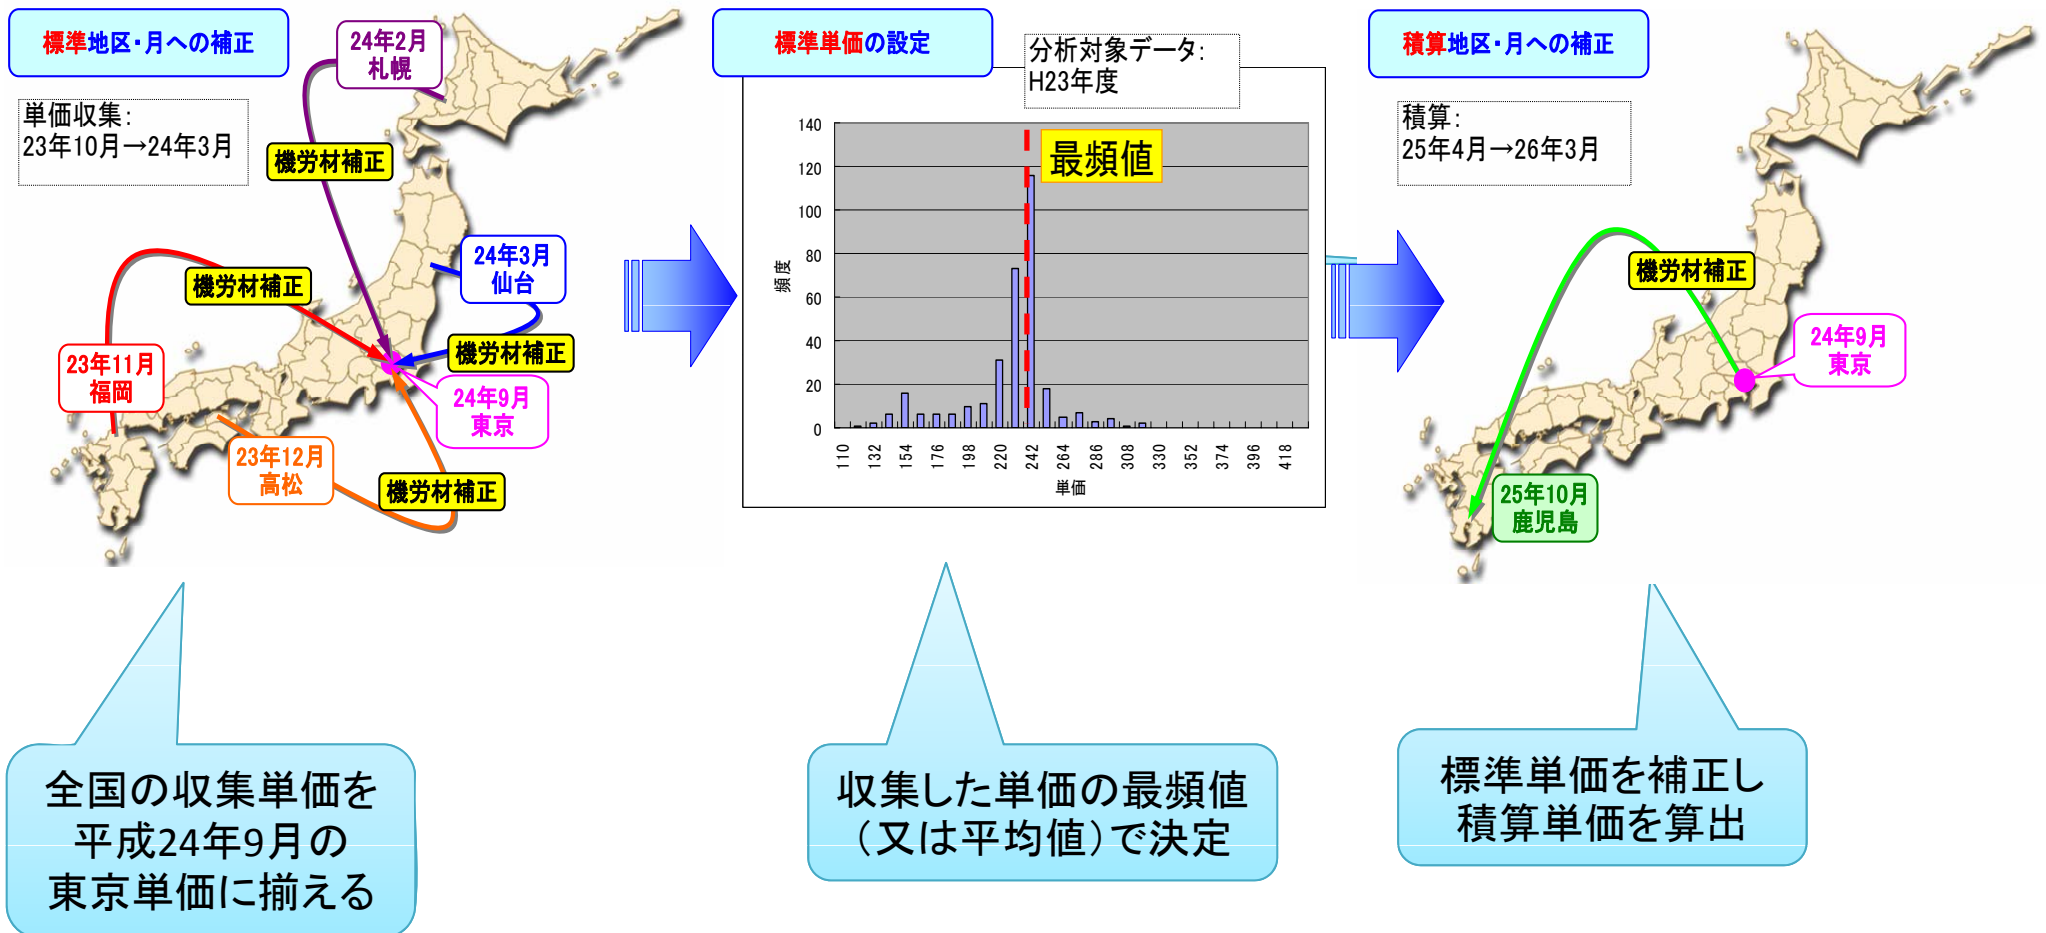 標準地区・月への補正
単価収集:
23年10月→24年3月
24年2月
札幌
機労材補正
機労材補正
24年3月
仙台
機労材補正
23年11月
福岡
24年9月
東京
23年12月
高松
機労材補正
全国の収集単価を
平成24年9月の
東京単価に揃える
標準単価の設定
分析対象データ:
H23年度
最頻値
頻度
140
120
100
80
60
40
20
0
110 132 154 176 198 220 242 264 286 308 330 352 374 396 418
単価
収集した単価の最頻値
(又は平均値)で決定
積算地区・月への補正
積算:
25年4月→26年3月
機労材補正
24年9月
東京
25年10月
鹿児島
標準単価を補正し
積算単価を算出